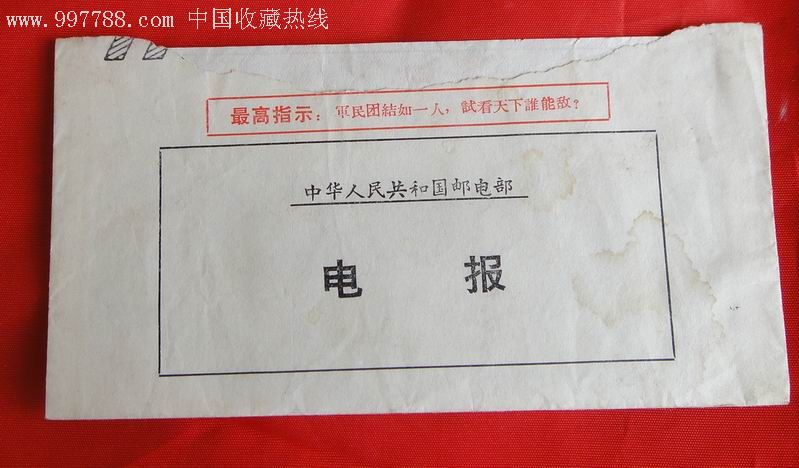 www.997788.com 中国收藏热线
最高指示：軍民团結如一人，試看天下誰能敌？
中华人民共和国邮电部
电 报